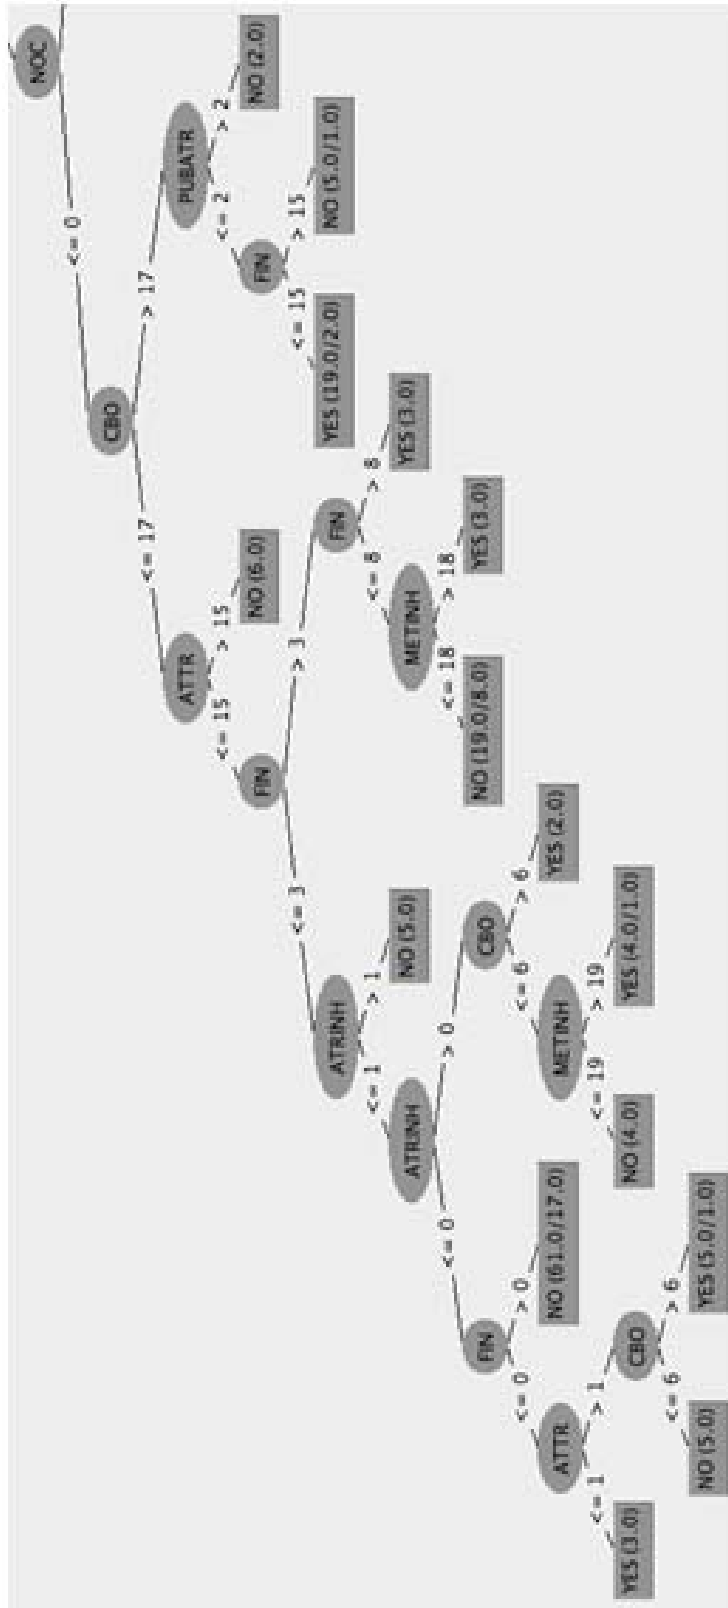 NOC
<= 0
CBO
<= 17
> 17
ATTR
PUBATR
<= 15
> 15
<= 2
> 2
FIN
NO (6.0)
FIN
NO (2.0)
<= 3
> 3
<= 15
> 15
ATRINH
FIN
YES (19.0/2.0)
NO (5.0/1.0)
<= 1
> 1
<= 8
> 8
ATRINH
NO (5.0)
METINH
YES (3.0)
<= 0
> 0
<= 18
> 18
FIN
CBO
NO (19.0/8.0)
YES (3.0)
<= 0
> 0
<= 6
> 6
ATTR
NO (61.0/17.0)
METINH
YES (2.0)
<= 1
> 1
<= 19
> 19
YES (3.0)
CBO
NO (4.0)
YES (4.0/1.0)
<= 6
> 6
NO (5.0)
YES (5.0/1.0)